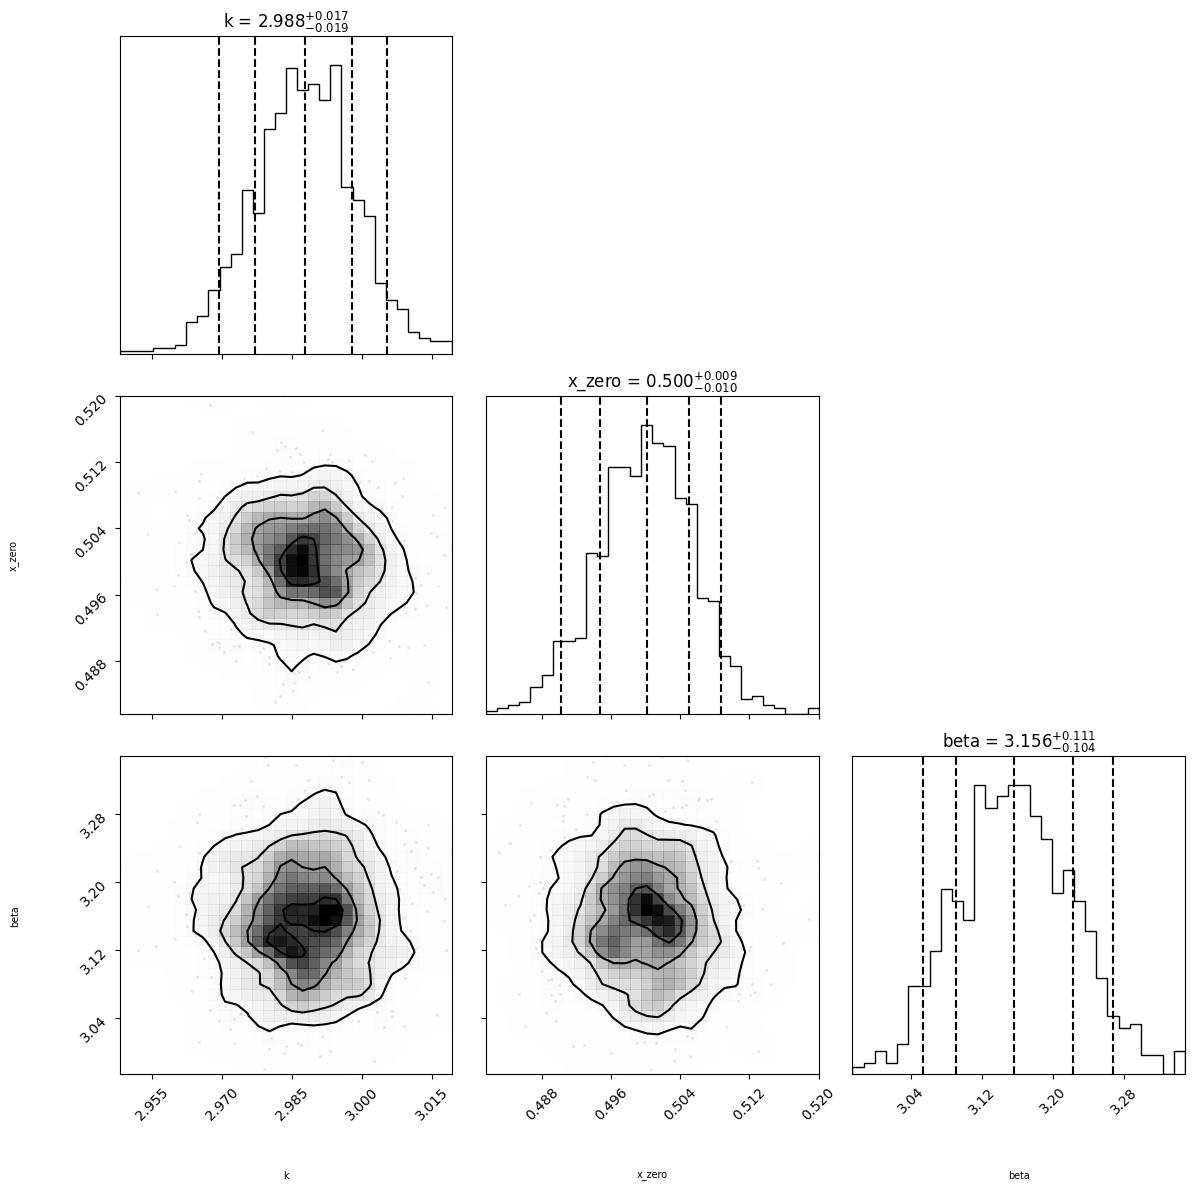 k = 2.988+0.017−0.019
0.520
0.512
0.504
0.496
0.488
x_zero
x_zero = 0.500+0.009−0.010
3.28
3.20
3.12
3.04
beta
beta = 3.156+0.111−0.104
2.955 2.970 2.985 3.000 3.015
0.488 0.496 0.504 0.512 0.520
3.04 3.12 3.20 3.28
k x_zero beta